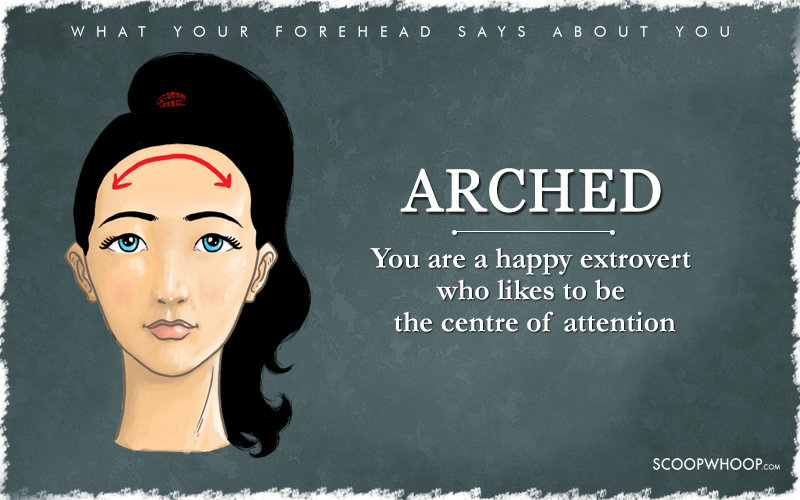 WHAT YOUR FOREHEAD SAYS ABOUT YOU
ARCHED
You are a happy extrovert
who likes to be
the centre of attention
SCOOPWHOOP.COM